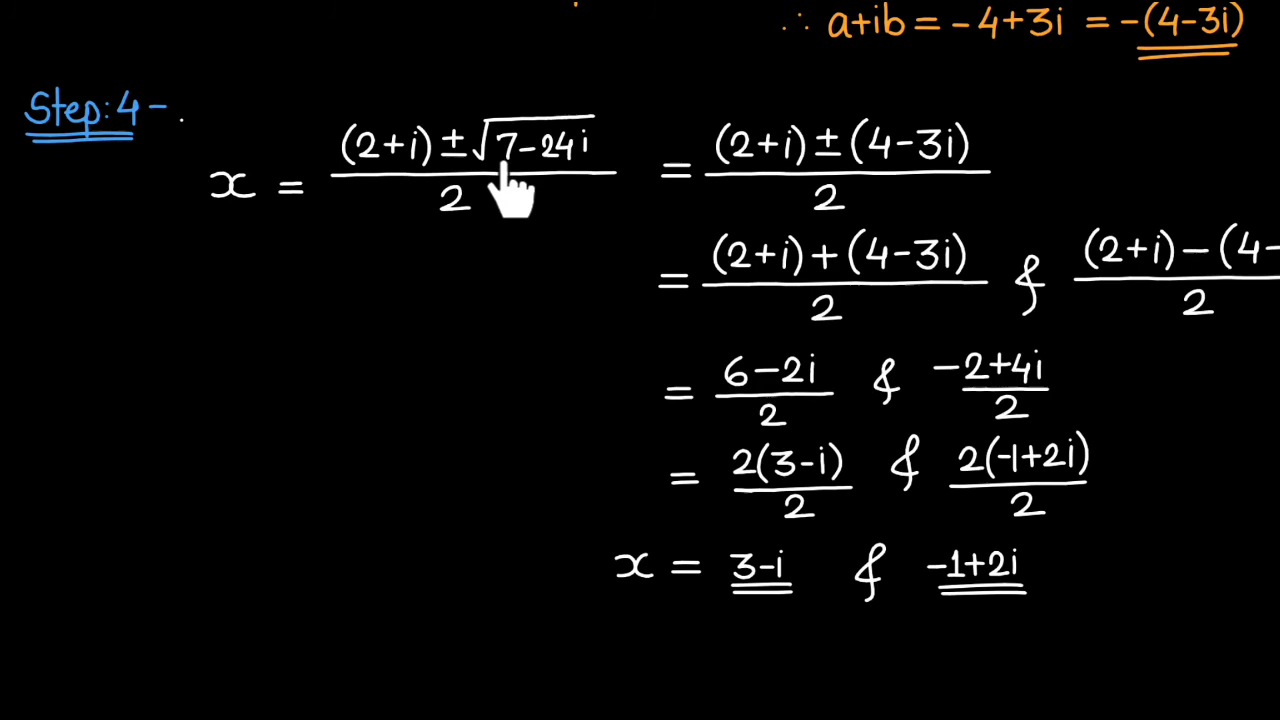 ∴ a+ib = -4+3i = -(4-3i)
Step:4 -
x = ((2+i) ± √(7-24i))/2 = ((2+i) ± (4-3i))/2
= ((2+i)+(4-3i))/2 & ((2+i)-(4-/2
= (6-2i)/2 & (-2+4i)/2
= 2(3-i)/2 & 2(-1+2i)/2
x = 3-i & -1+2i